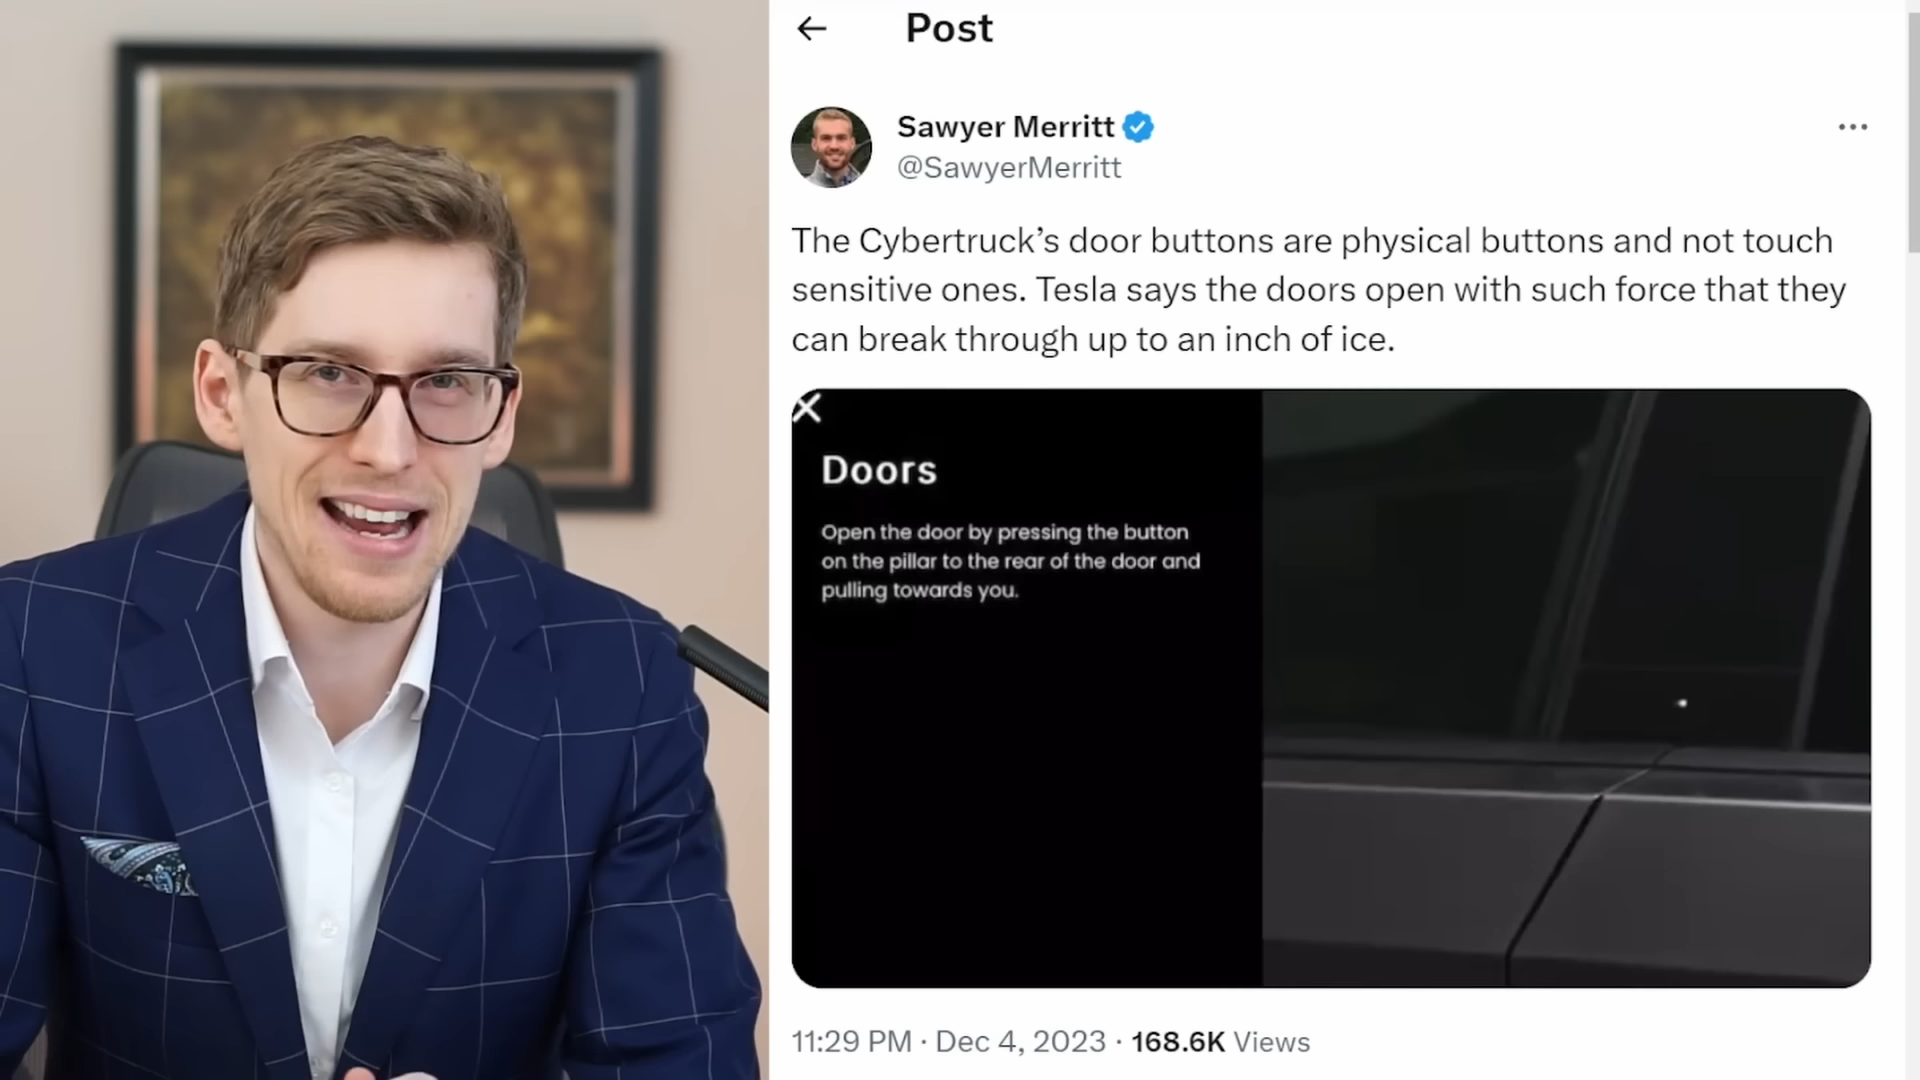 Post
Sawyer Merritt
@SawyerMerritt
The Cybertruck’s door buttons are physical buttons and not touch
sensitive ones. Tesla says the doors open with such force that they
can break through up to an inch of ice.
Doors
Open the door by pressing the button
on the pillar to the rear of the door and
pulling towards you.
11:29 PM · Dec 4, 2023 · 168.6K Views